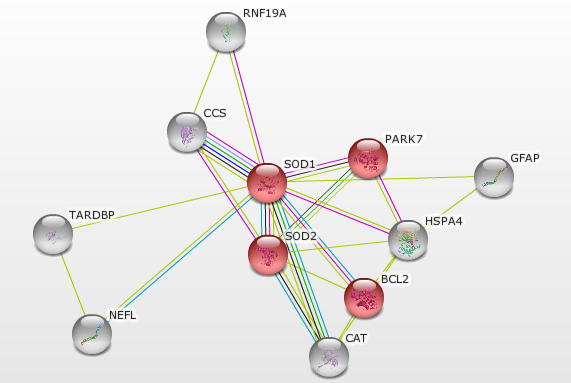 RNF19A
CCS
PARK7
SOD1
GFAP
TARDBP
HSPA4
SOD2
BCL2
NEFL
CAT